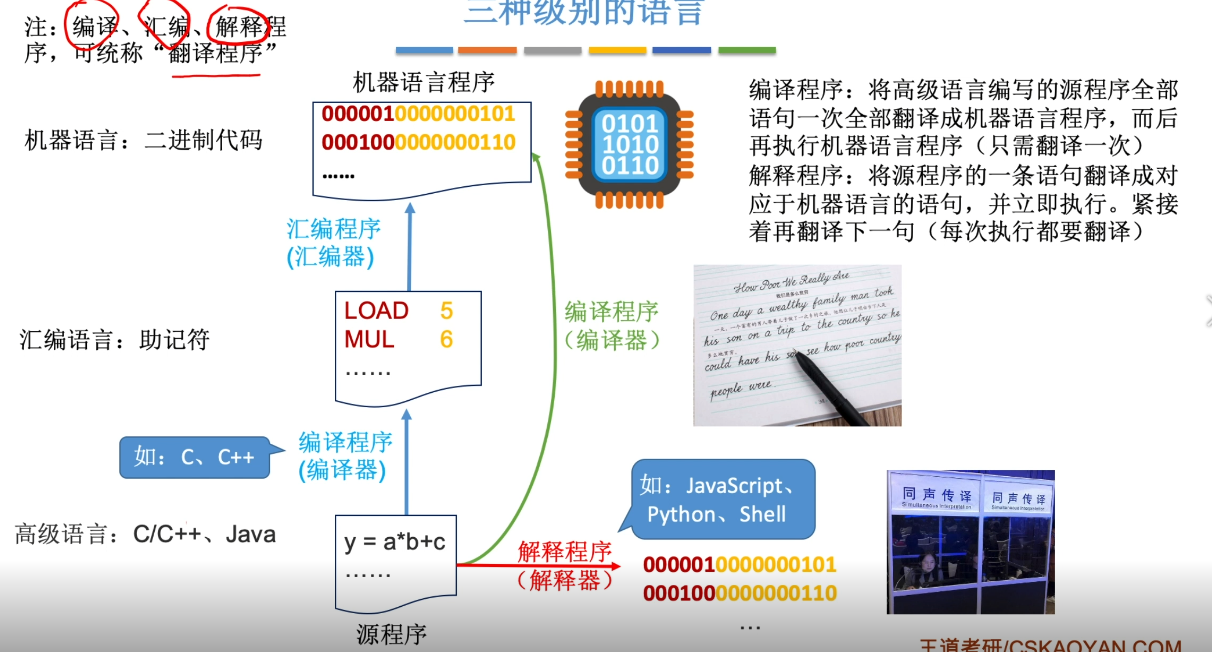 三种级别的语言
注：编译、汇编、解释程
序，可统称“翻译程序”
机器语言程序
0000010000000101
0001000000000110
……
0101
1010
0110
机器语言：二进制代码
编译程序：将高级语言编写的源程序全部
语句一次全部翻译成机器语言程序，而后
再执行机器语言程序（只需翻译一次）
解释程序：将源程序的一条语句翻译成对
应于机器语言的语句，并立即执行。紧接
着再翻译下一句（每次执行都要翻译）
汇编程序
(汇编器)
编译程序
（编译器）
汇编语言：助记符
LOAD 5
MUL 6
……
How Poor We Really Are
One day a wealthy family man took
his son on a trip to the country so he
could have his son see how poor country
people were.
如：C、C++
编译程序
(编译器)
高级语言：C/C++、Java
y = a*b+c
……
源程序
解释程序
（解释器）
如：JavaScript、
Python、Shell
0000010000000101
0001000000000110
…
同声传译
Simultaneous Interpretation
同声传译
Simultaneous Interpretation
王道考研/CSKAOYAN.COM